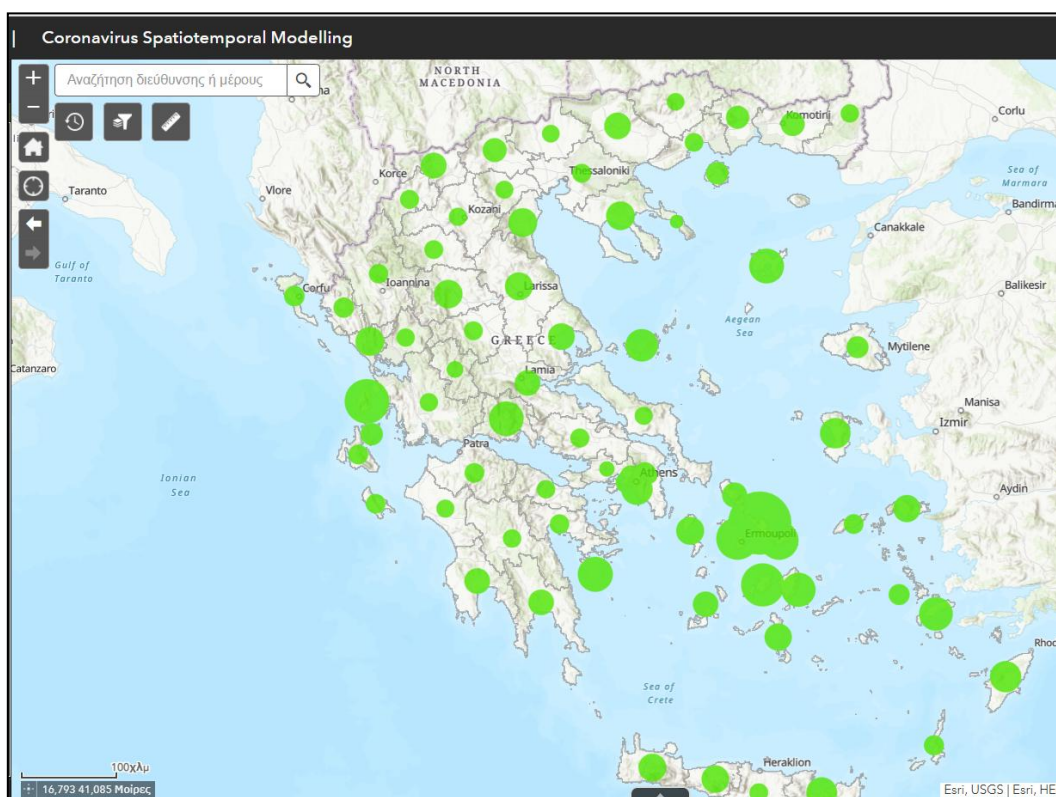 Coronavirus Spatiotemporal Modelling
+
Αναζήτηση διεύθυνσης ή μέρους
−
NORTH
MACEDONIA
Komotirii
Corlu
Taranto
Vlore
Korce
Thessaloniki
Sea of
Marmara
Bandirma
Kozani
Canakkale
Gulf of
Taranto
Corfu
Ioannina
Larissa
Balikesir
Aegean
Sea
GREECE
Mytilene
Catanzaro
Lamia
Manisa
Izmir
Patra
Athens
Ionian
Sea
Aydin
Ermoupoli
Rhod
Sea of
Crete
100χλμ
Heraklion
16,793 41,085 Μοίρες
Esri, USGS | Esri, HE